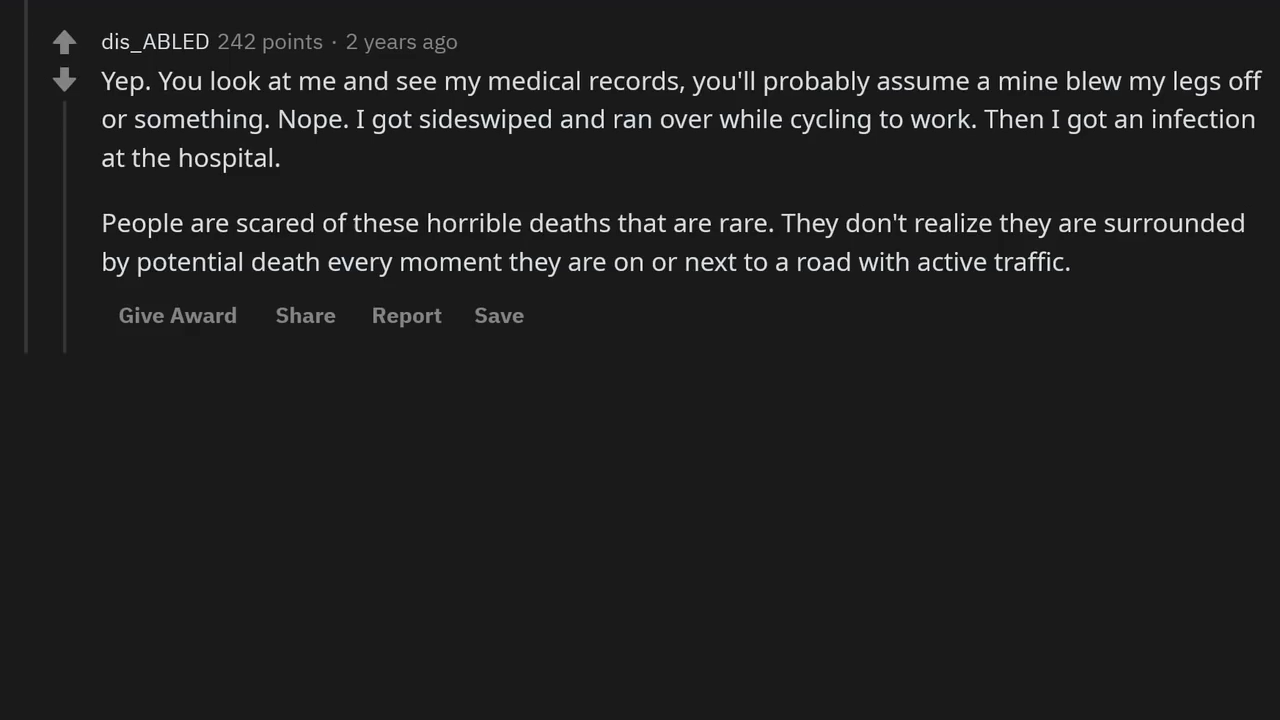 dis_ABLED 242 points · 2 years ago
Yep. You look at me and see my medical records, you'll probably assume a mine blew my legs off
or something. Nope. I got sideswiped and ran over while cycling to work. Then I got an infection
at the hospital.
People are scared of these horrible deaths that are rare. They don't realize they are surrounded
by potential death every moment they are on or next to a road with active traffic.
Give Award Share Report Save